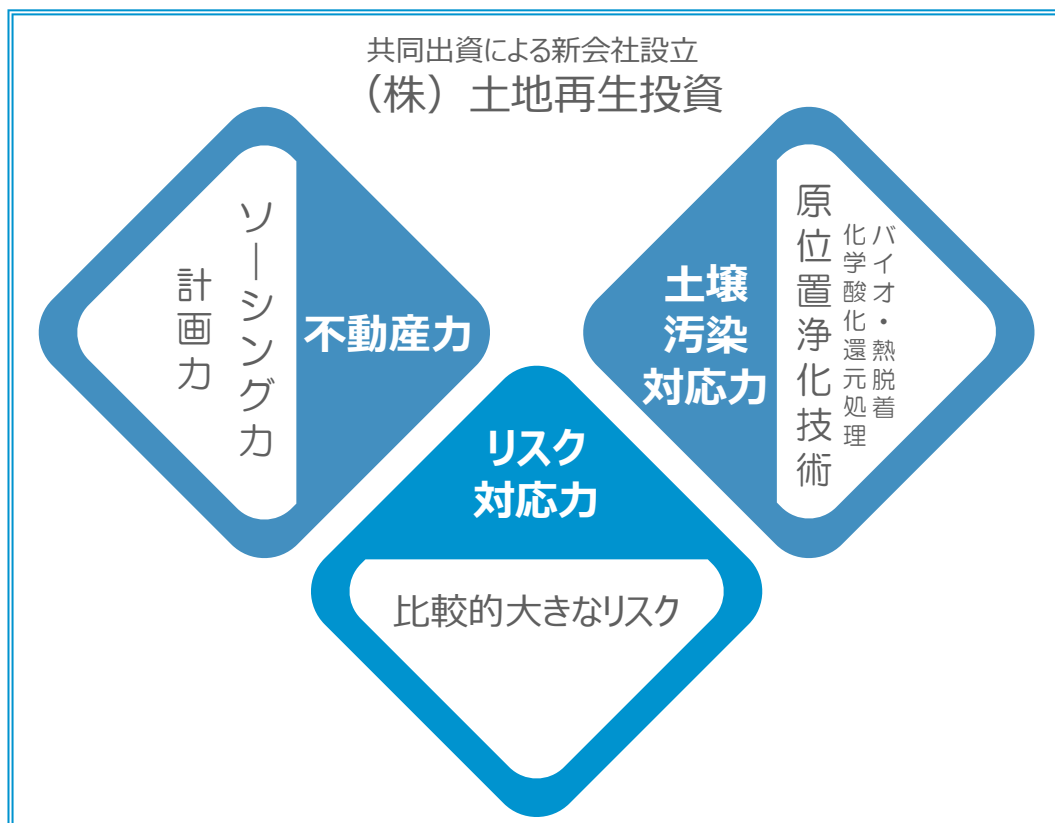 共同出資による新会社設立
（株）土地再生投資
ソーシング力
計画力
不動産力
土壌
汚染
対応力
原位置浄化技術
バイオ・熱脱着
化学酸化還元処理
リスク
対応力
比較的大きなリスク